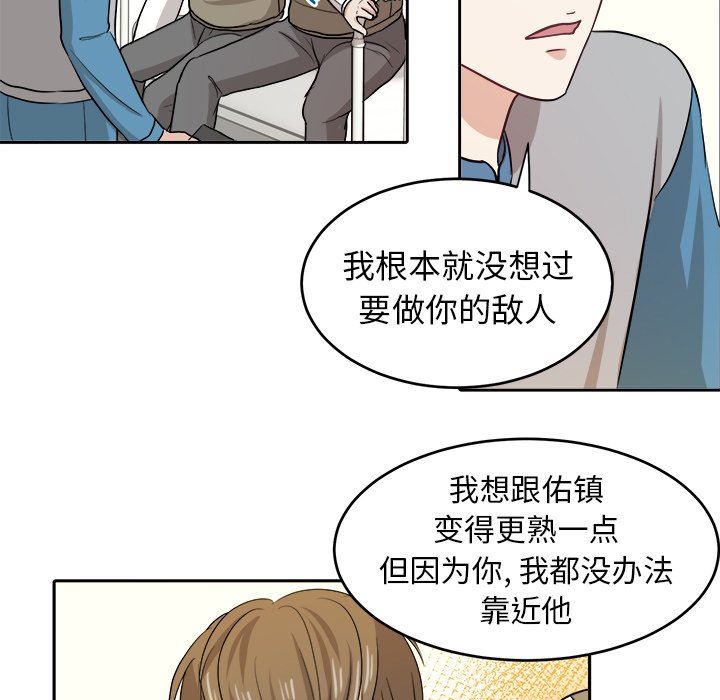 我根本就没想过
要做你的敌人
我想跟佑镇
变得更熟一点
但因为你, 我都没办法
靠近他